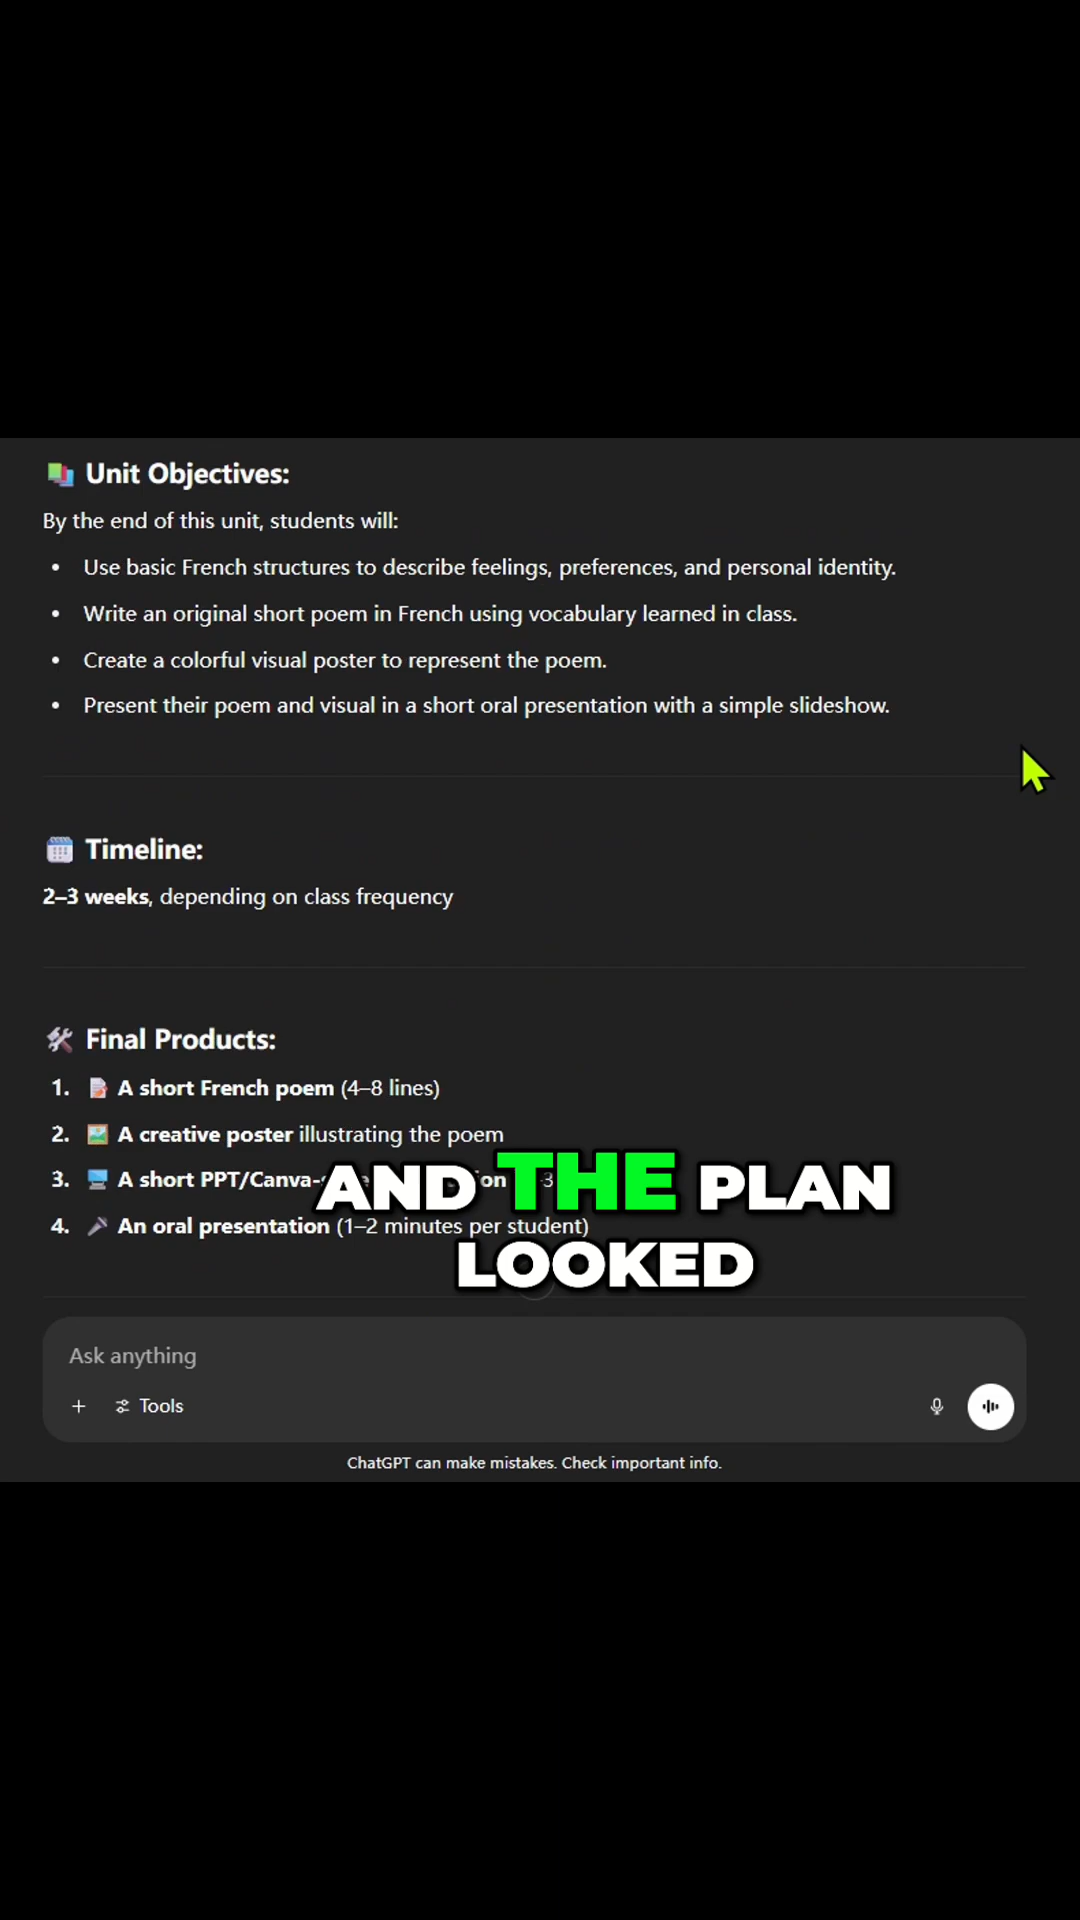 Unit Objectives:
By the end of this unit, students will:
• Use basic French structures to describe feelings, preferences, and personal identity.
• Write an original short poem in French using vocabulary learned in class.
• Create a colorful visual poster to represent the poem.
• Present their poem and visual in a short oral presentation with a simple slideshow.
Timeline:
2–3 weeks, depending on class frequency
Final Products:
1. A short French poem (4–8 lines)
2. A creative poster illustrating the poem
3. A short PPT/Canva-
4. An oral presentation (1–2 minutes per student)
AND THE PLAN
LOOKED
Ask anything
+ Tools
ChatGPT can make mistakes. Check important info.